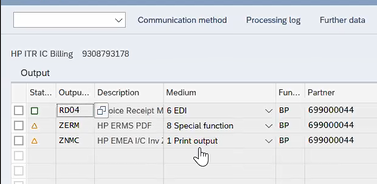 Communication method Processing log Further data
HP ITR IC Billing 9308793178
Output
Stat... Outpu... Description Medium Fun... Partner
RD04 oice Receipt M 6 EDI BP 699000044
ZERM HP ERMS PDF 8 Special function BP 699000044
ZNMC HP EMEA I/C Inv 1 Print output BP 699000044